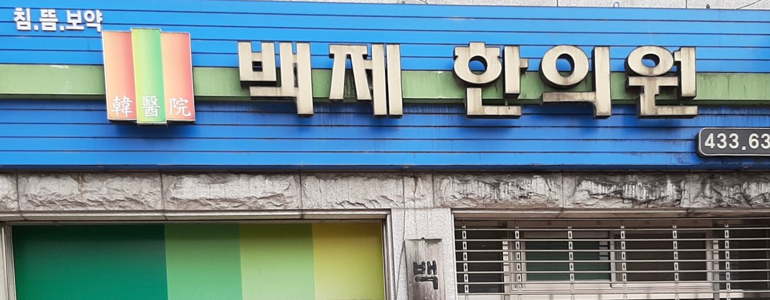 침.뜸.보약
韓醫院
백제 한의원
433.63
백